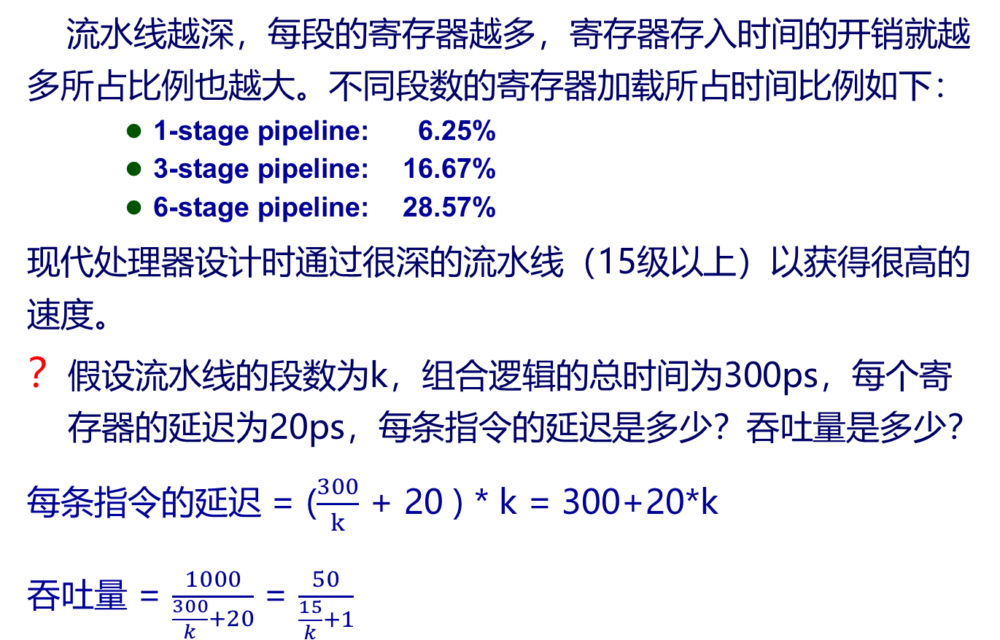 流水线越深，每段的寄存器越多，寄存器存入时间的开销就越
多所占比例也越大。不同段数的寄存器加载所占时间比例如下：
● 1-stage pipeline: 6.25%
● 3-stage pipeline: 16.67%
● 6-stage pipeline: 28.57%
现代处理器设计时通过很深的流水线（15级以上）以获得很高的
速度。
？ 假设流水线的段数为k，组合逻辑的总时间为300ps，每个寄
存器的延迟为20ps，每条指令的延迟是多少？吞吐量是多少？
每条指令的延迟 = (\frac{300}{k} + 20 ) * k = 300+20*k
吞吐量 = \frac{1000}{\frac{300}{k}+20} = \frac{50}{\frac{15}{k}+1}